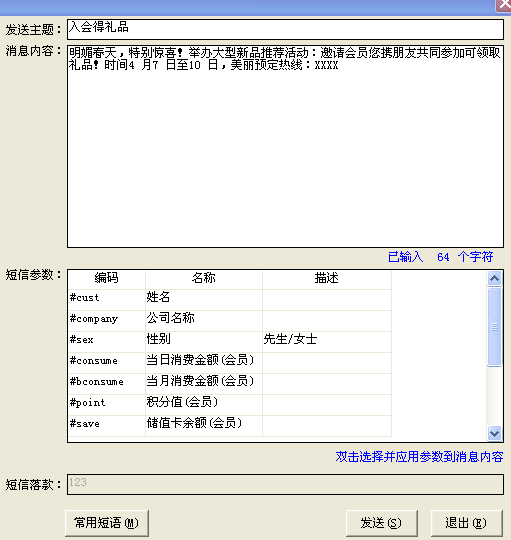 发送主题： 入会得礼品
消息内容： 明媚春天，特别惊喜！举办大型新品推荐活动：邀请会员您携朋友共同参加可领取
礼品！时间4 月7 日至10 日，美丽预定热线：XXXX
已输入 64 个字符
短信参数： 编码 名称 描述
#cust 姓名
#company 公司名称
#sex 性别 先生/女士
#consume 当日消费金额(会员)
#bconsume 当月消费金额(会员)
#point 积分值(会员)
#save 储值卡余额(会员)
双击选择并应用参数到消息内容
短信落款： 123
常用短语(M) 发送(S) 退出(E)